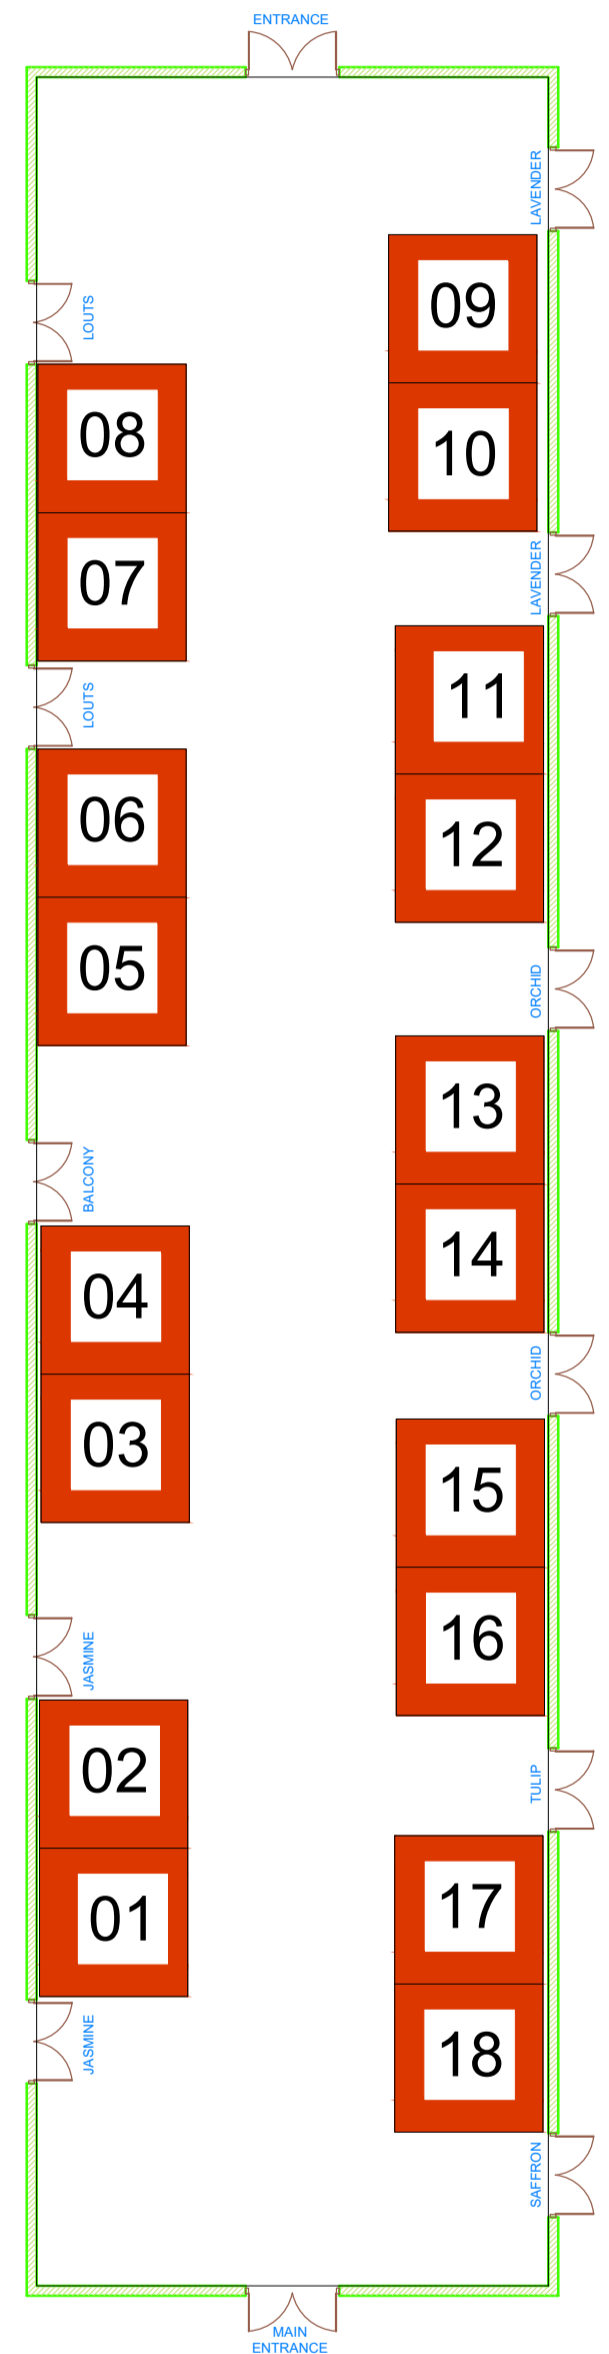 ENTRANCE
LAVENDER
09
LOUTS
08
10
07
LAVENDER
LOUTS
11
06
12
05
ORCHID
13
BALCONY
14
04
ORCHID
03
15
16
JASMINE
02
TULIP
17
01
18
JASMINE
SAFFRON
MAIN
ENTRANCE